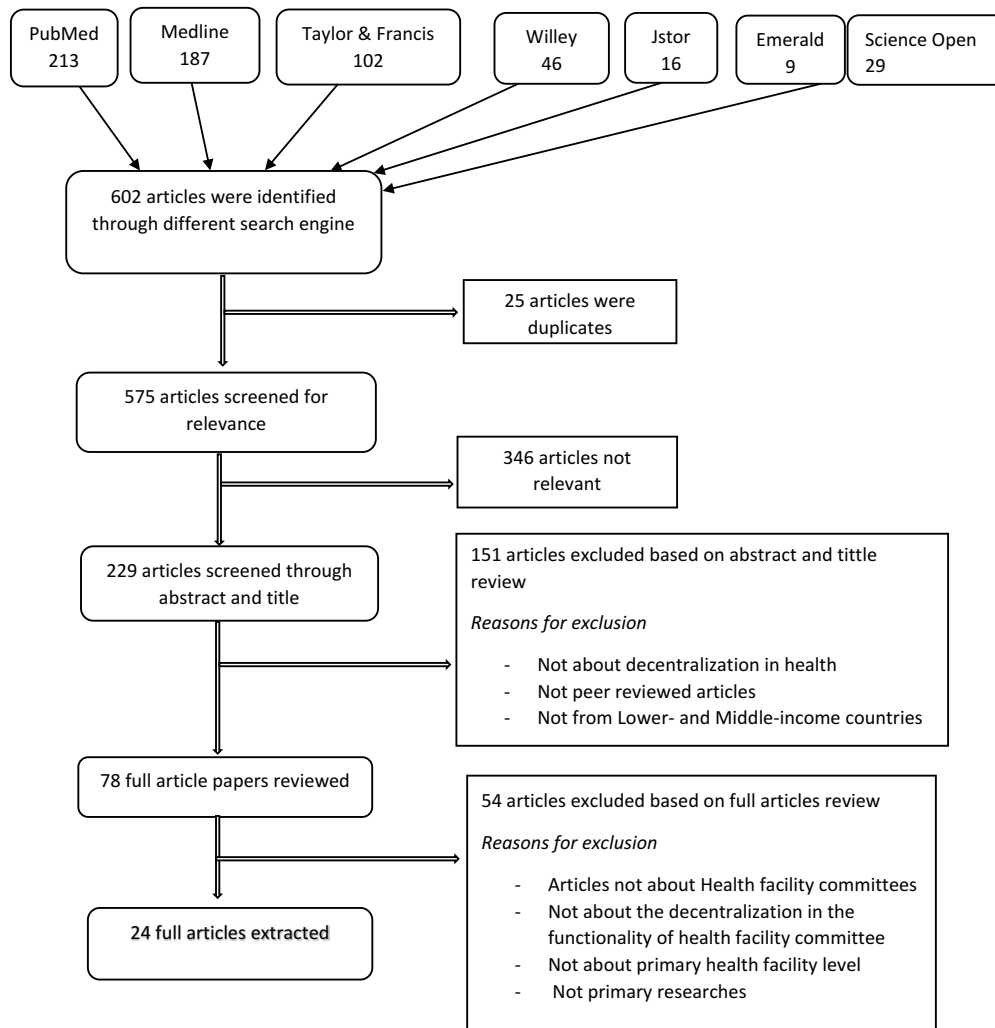 PubMed
213
Medline
187
Taylor & Francis
102
Willey
46
Jstor
16
Emerald
9
Science Open
29
602 articles were identified
through different search engine
25 articles were
duplicates
575 articles screened for
relevance
346 articles not
relevant
229 articles screened through
abstract and title
151 articles excluded based on abstract and tittle
review
Reasons for exclusion
- Not about decentralization in health
- Not peer reviewed articles
- Not from Lower- and Middle-income countries
78 full article papers reviewed
54 articles excluded based on full articles review
Reasons for exclusion
- Articles not about Health facility committees
- Not about the decentralization in the
functionality of health facility committee
- Not about primary health facility level
- Not primary researches
24 full articles extracted